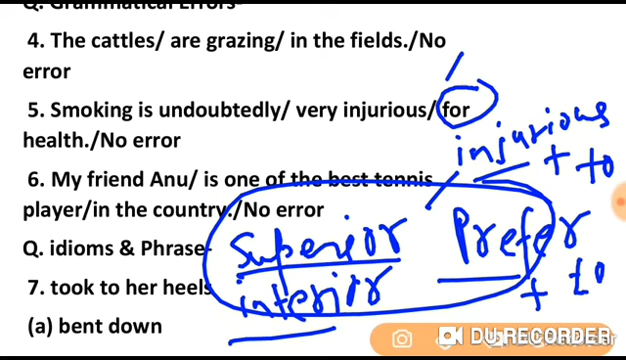 Q. Grammatical Errors-
4. The cattles/ are grazing/ in the fields./No
error
5. Smoking is undoubtedly/ very injurious/ for
health./No error
injurious
+ to
6. My friend Anu/ is one of the best tennis
player/in the country./No error
Superior
Prefer
+ to
Q. idioms & Phrase-
7. took to her heels
interior
(a) bent down
DU RECORDER